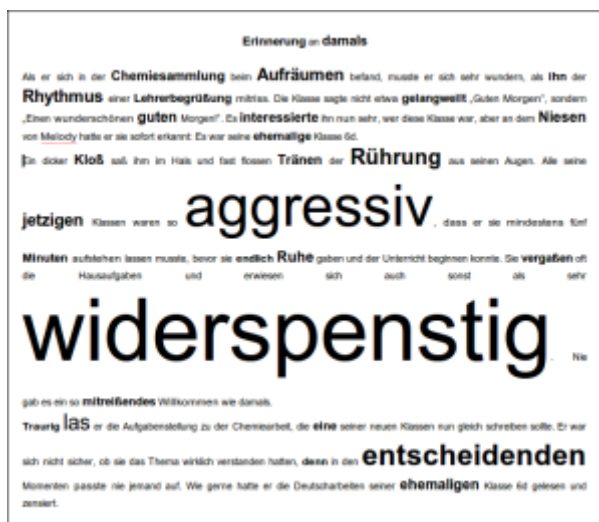 Erinnerung an damals
Als er sich in der Chemiesammlung beim Aufräumen befand, musste er sich sehr wundern, als ihn der
Rhythmus einer Lehrerbegrüßung mitriss. Die Klasse sagte nicht etwa gelangweilt „Guten Morgen“, sondern
„Einen wunderschönen guten Morgen“. Es interessierte ihn nun sehr, wer diese Klasse war, aber an dem Niesen
von Melody hatte er sie sofort erkannt: Es war seine ehemalige Klasse 6d.
Ein dicker Kloß saß ihm im Hals und fast flossen Tränen der Rührung aus seinen Augen. Alle seine
jetzigen Klassen waren so aggressiv, dass er sie mindestens fünf
Minuten aufstehen lassen musste, bevor sie endlich Ruhe gaben und der Unterricht beginnen konnte. Sie vergaßen oft
die Hausaufgaben und erwiesen sich auch sonst als sehr
widerspenstig. Nie
gab es ein so mitreißendes Willkommen wie damals.
Traurig las er die Aufgabenstellung zu der Chemiearbeit, die eine seiner neuen Klassen nun gleich schreiben sollte. Er war
sich nicht sicher, ob sie das Thema wirklich verstanden hatten, denn in den entscheidenden
Momenten passte nie jemand auf. Wie gerne hatte er die Deutscharbeiten seiner ehemaligen Klasse 6d gelesen und
zensiert.